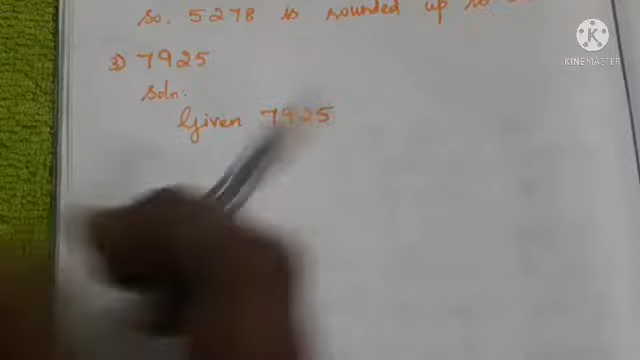 So, 5278 is rounded up to
3) 7925
Soln:
Given 7925
KINEMASTER